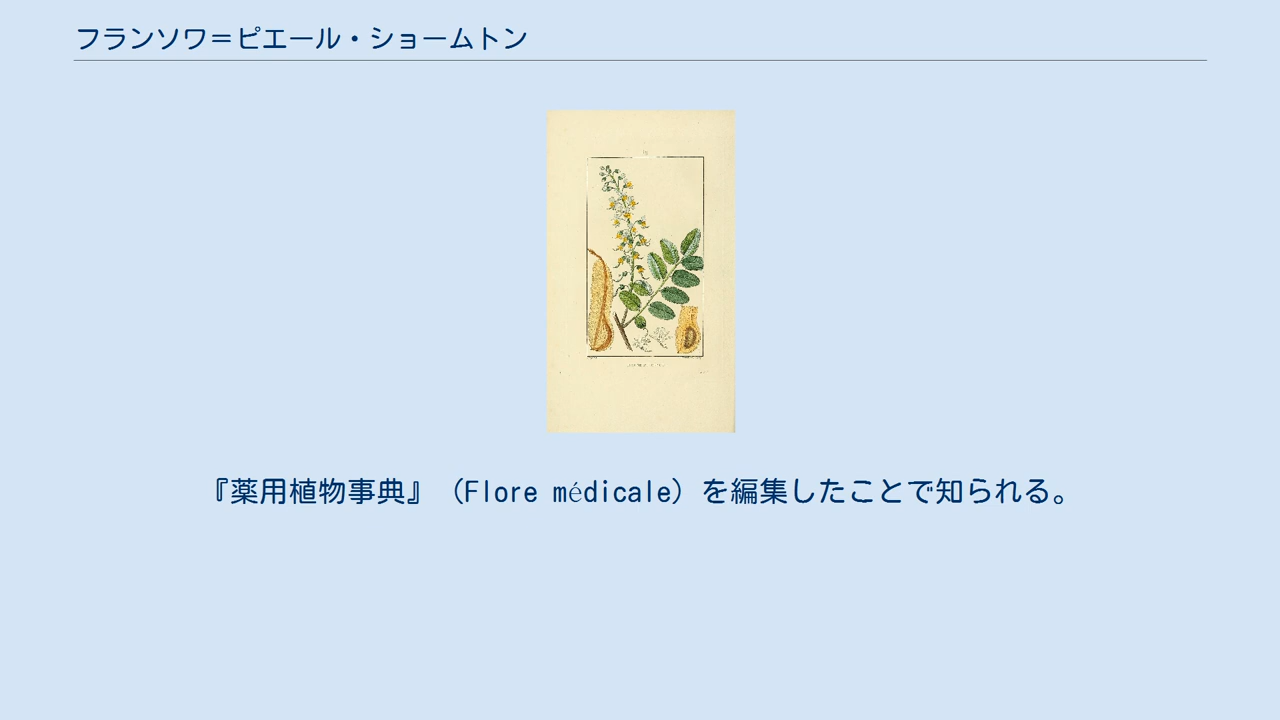 フランソワ＝ピエール・ショームトン
『薬用植物事典』（Flore médicale）を編集したことで知られる。